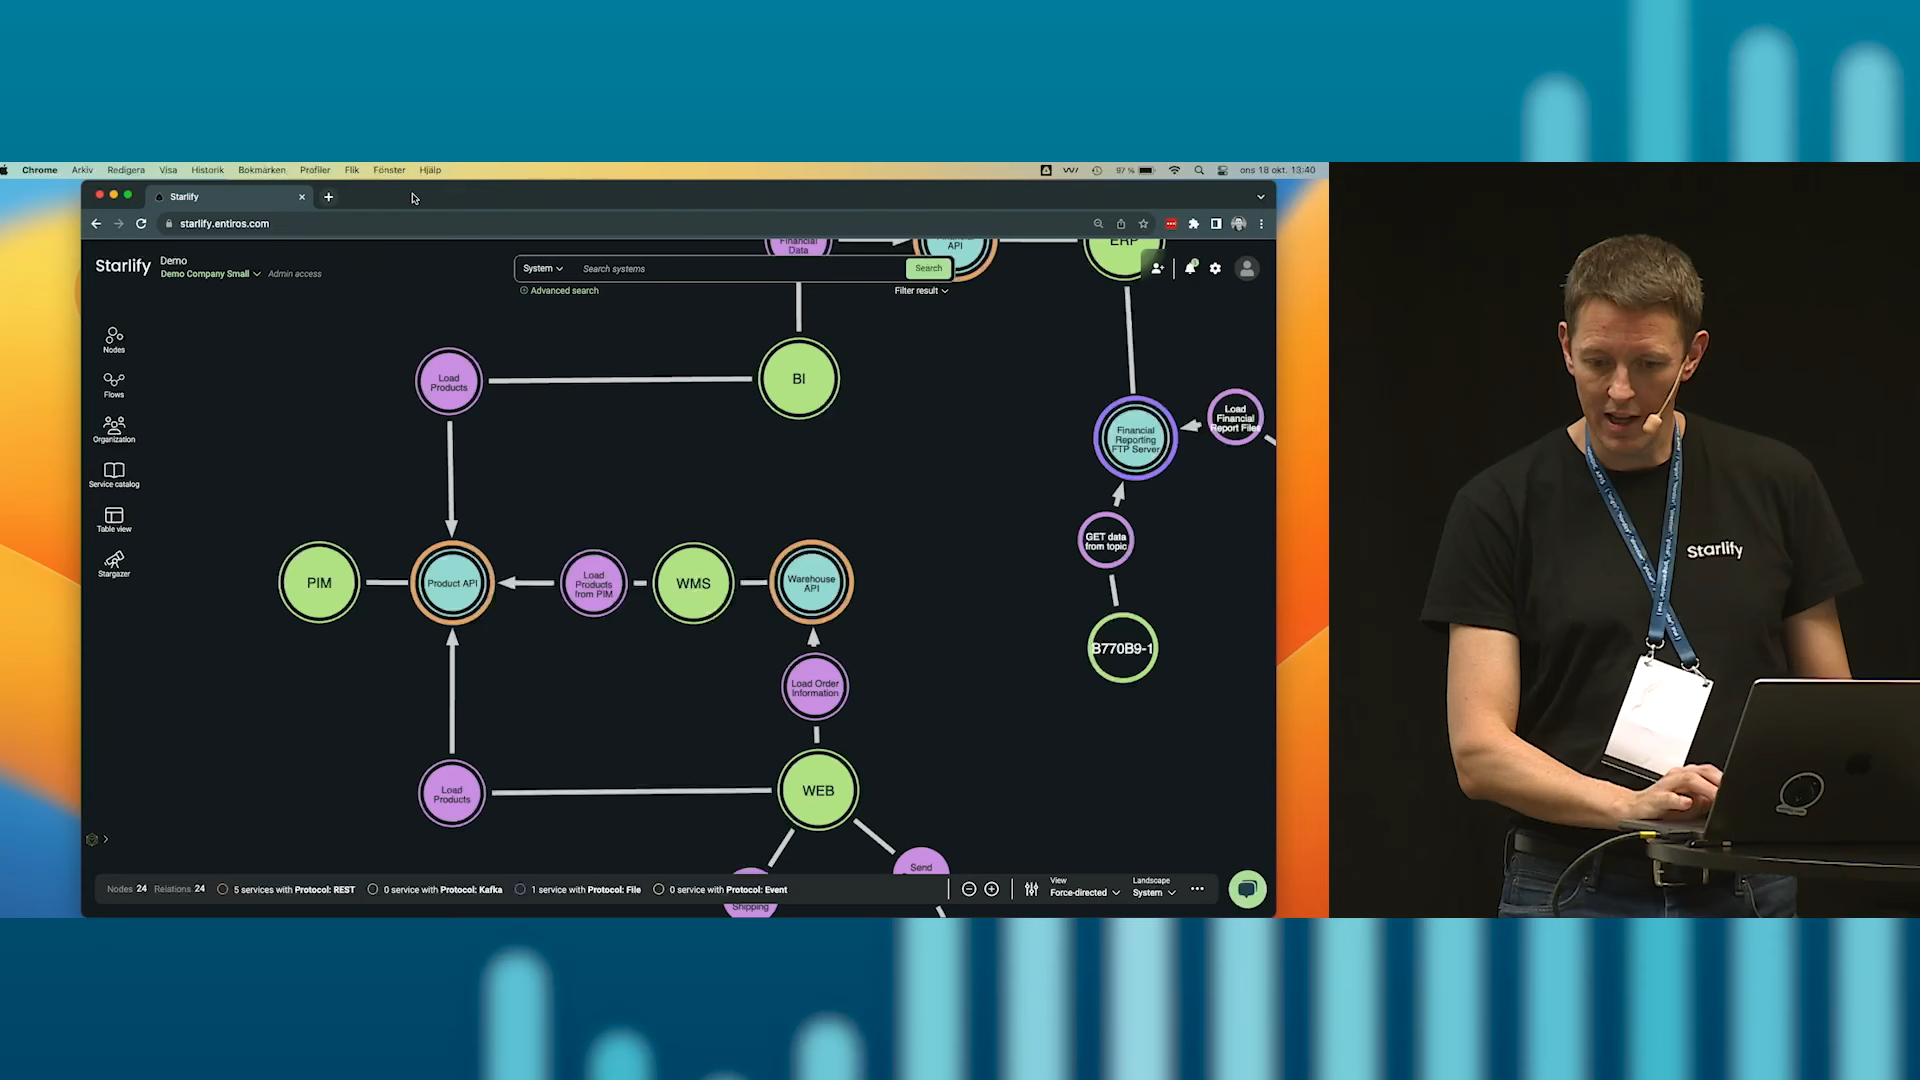 Chrome Arkiv Redigera Visa Historik Bokmärken Profiler Flik Fönster Hjälp
97 % ons 18 okt. 13:40
Starlify
starlify.entiros.com
Starlify
Demo
Demo Company Small Admin access
System Search systems Search
Advanced search
Filter result
Financial
Data
API
ERP
Nodes
Flows
Organization
Service catalog
Table view
Stargazer
Load
Products
BI
Financial
Reporting
FTP Server
Load
Financial
Report Files
GET data
from topic
B770B9-1
PIM
Product API
Load
Products
from PIM
WMS
Warehouse
API
Load Order
Information
Load
Products
WEB
Send
Shipping
Nodes 24 Relations 24
5 services with Protocol: REST
0 service with Protocol: Kafka
1 service with Protocol: File
0 service with Protocol: Event
View
Force-directed
Landscape
System
Starlify